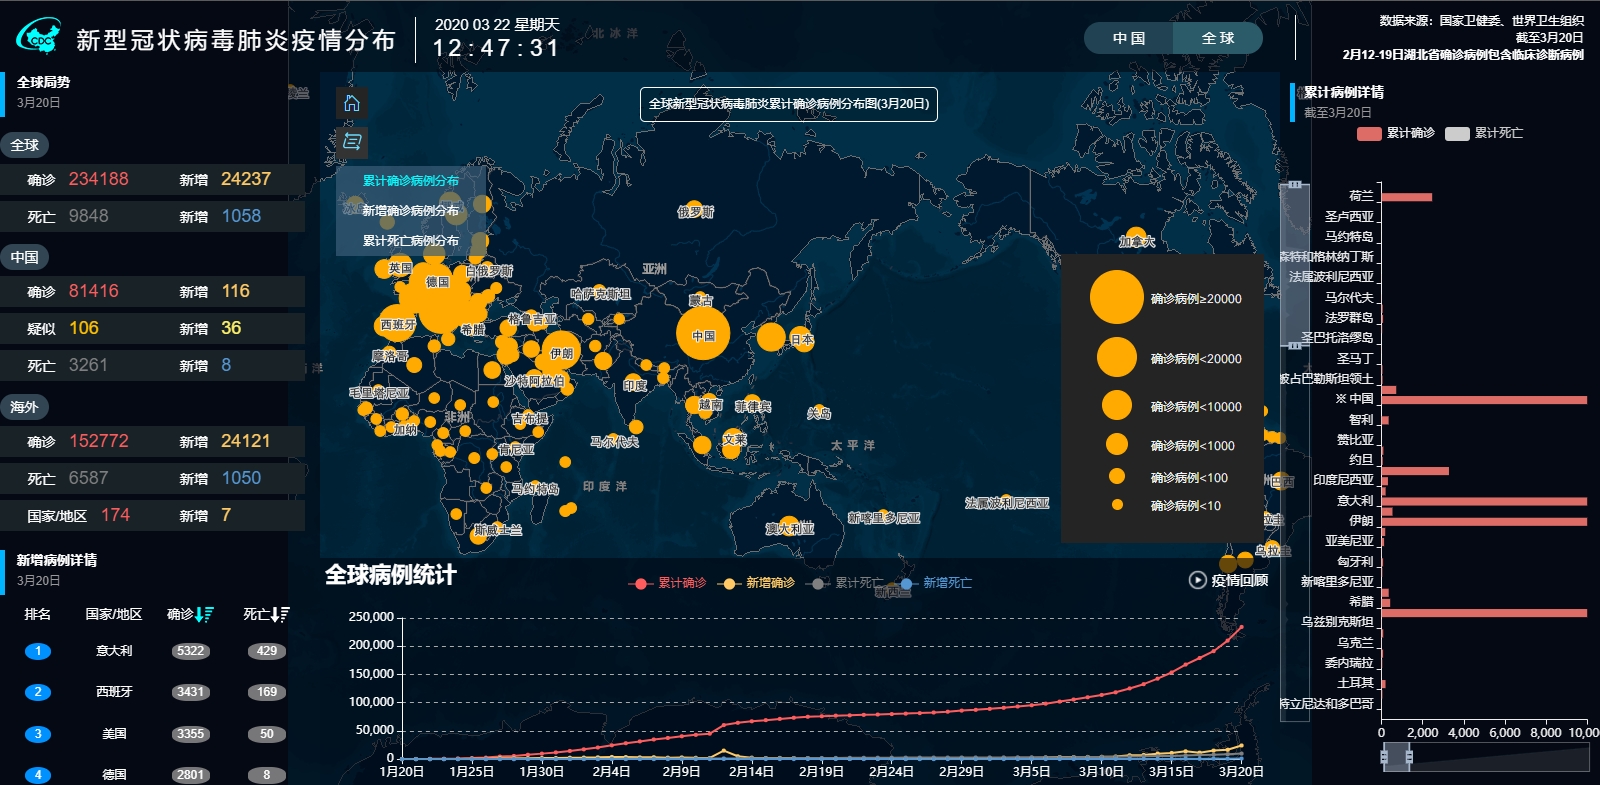 CDC
新型冠状病毒肺炎疫情分布
2020 03 22 星期天
12:47:31
中国
全球
数据来源：国家卫健委、世界卫生组织
截至3月20日
2月12-19日湖北省确诊病例包含临床诊断病例
全球局势
3月20日
全球
确诊 234188 新增 24237
死亡 9848 新增 1058
中国
确诊 81416 新增 116
疑似 106 新增 36
死亡 3261 新增 8
海外
确诊 152772 新增 24121
死亡 6587 新增 1050
国家/地区 174 新增 7
新增病例详情
3月20日
排名 国家/地区 确诊 死亡
1 意大利 5322 429
2 西班牙 3431 169
3 美国 3355 50
4 德国 2801 8
全球新型冠状病毒肺炎累计确诊病例分布图(3月20日)
累计确诊病例分布
新增确诊病例分布
累计死亡病例分布
北冰洋
俄罗斯
加拿大
英国
德国
白俄罗斯
亚洲
哈萨克斯坦
蒙古
西班牙
希腊
格鲁吉亚
中国
日本
摩洛哥
伊朗
毛里塔尼亚
沙特阿拉伯
印度
非洲
吉布提
越南
菲律宾
关岛
加纳
肯尼亚
马尔代夫
文莱
太平洋
马约特岛
印度洋
斯威士兰
澳大利亚
新喀里多尼亚
法属波利尼西亚
巴西
乌拉圭
新西兰
确诊病例≥20000
确诊病例<20000
确诊病例<10000
确诊病例<1000
确诊病例<100
确诊病例<10
全球病例统计
累计确诊 新增确诊 累计死亡 新增死亡
疫情回顾
250,000
200,000
150,000
100,000
50,000
0
1月20日 1月25日 1月30日 2月4日 2月9日 2月14日 2月19日 2月24日 2月29日 3月5日 3月10日 3月15日 3月20日
累计病例详情
截至3月20日
累计确诊 累计死亡
荷兰
圣卢西亚
马约特岛
森特和格林纳丁斯
法属波利尼西亚
马尔代夫
法罗群岛
圣巴托洛缪岛
圣马丁
被占巴勒斯坦领土
※ 中国
智利
赞比亚
约旦
印度尼西亚
意大利
伊朗
亚美尼亚
匈牙利
新喀里多尼亚
希腊
乌兹别克斯坦
乌克兰
委内瑞拉
土耳其
特立尼达和多巴哥
0 2,000 4,000 6,000 8,000 10,00